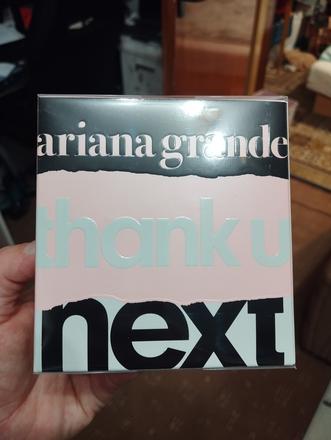 ariana grande
thank u
next